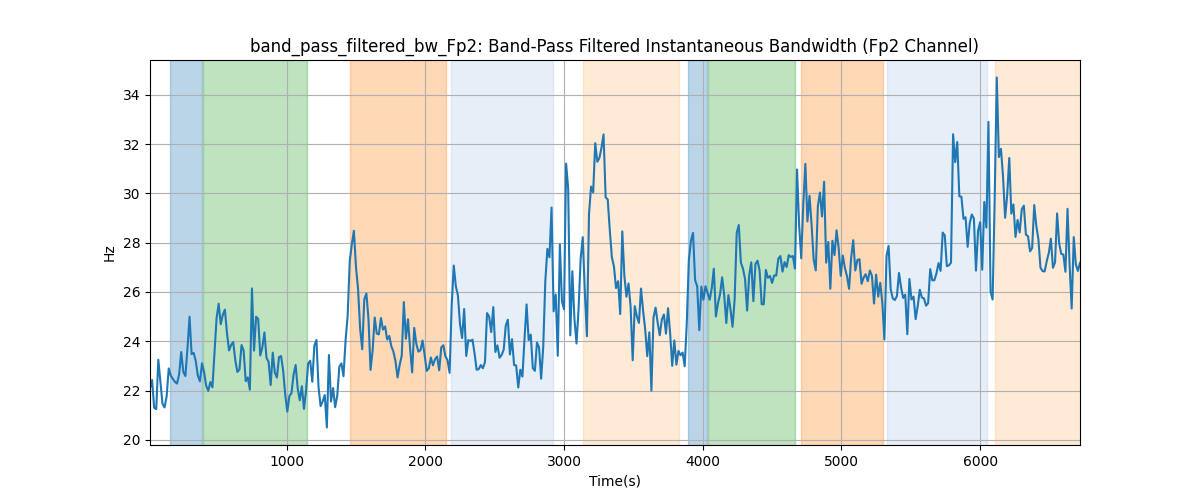 band_pass_filtered_bw_Fp2: Band-Pass Filtered Instantaneous Bandwidth (Fp2 Channel)
34
32
30
28
26
24
22
20
Hz
1000 2000 3000 4000 5000 6000
Time(s)